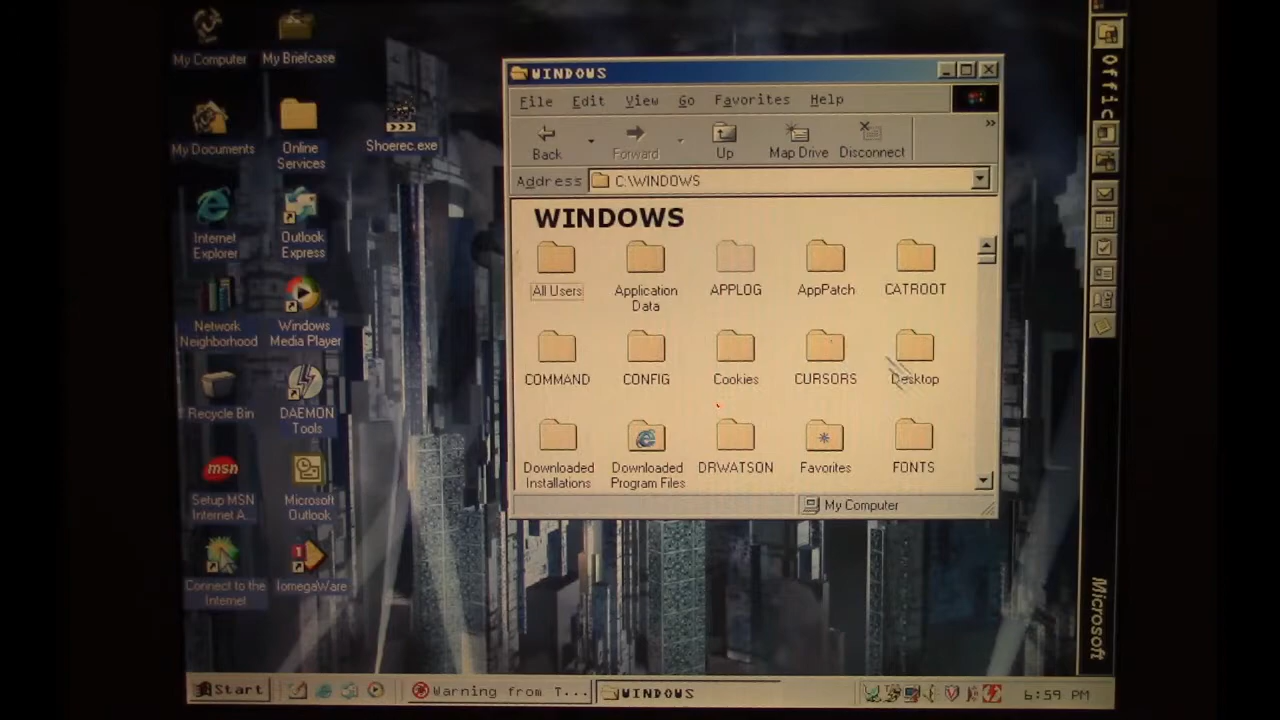 My Computer
My Briefcase
My Documents
Online
Services
Shoerec.exe
Internet
Explorer
Outlook
Express
Network
Neighborhood
Windows
Media Player
Recycle Bin
DAEMON
Tools
msn
Setup MSN
Internet A...
Microsoft
Outlook
Connect to the
Internet
IomegaWare
WINDOWS
File Edit View Go Favorites Help
Back Forward Up Map Drive Disconnect
Address C:\WINDOWS
WINDOWS
All Users
Application
Data
APPLOG
AppPatch
CATROOT
COMMAND
CONFIG
Cookies
CURSORS
Desktop
Downloaded
Installations
Downloaded
Program Files
DRWATSON
Favorites
FONTS
My Computer
Offic
Microsoft
Start
Warning from T...
WINDOWS
6:59 PM